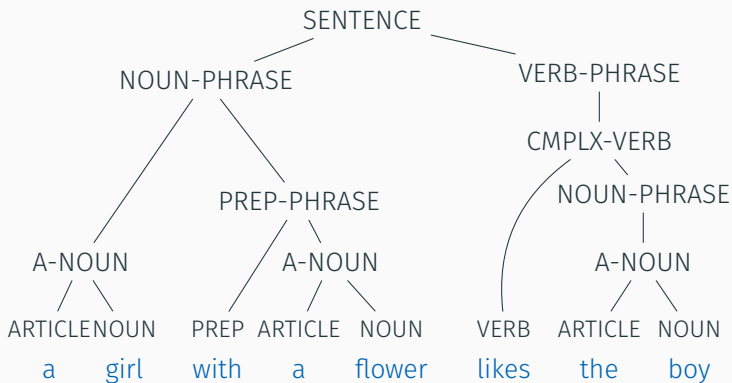 SENTENCE
NOUN-PHRASE VERB-PHRASE
CMPLX-VERB
PREP-PHRASE NOUN-PHRASE
A-NOUN A-NOUN A-NOUN
ARTICLE NOUN PREP ARTICLE NOUN VERB ARTICLE NOUN
a girl with a flower likes the boy